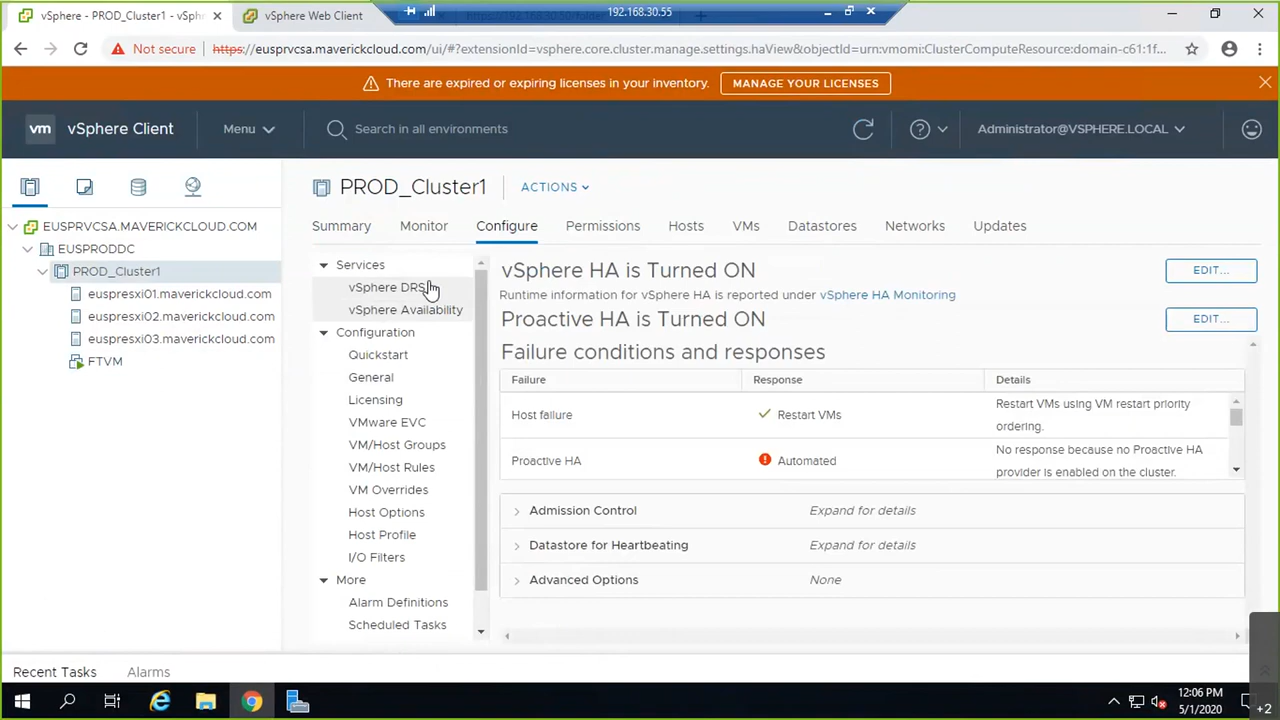 vSphere - PROD_Cluster1 - vSph
vSphere Web Client
192.168.30.55
Not secure
https://eusprvcsa.maverickcloud.com/ui/#?extensionId=vsphere.core.cluster.manage.settings.haView&objectId=urn:vmomi:ClusterComputeResource:domain-c61:1f...
There are expired or expiring licenses in your inventory.
MANAGE YOUR LICENSES
vm
vSphere Client
Menu
Search in all environments
Administrator@VSPHERE.LOCAL
EUSPRVCSA.MAVERICKCLOUD.COM
EUSPRODDC
PROD_Cluster1
euspresxi01.maverickcloud.com
euspresxi02.maverickcloud.com
euspresxi03.maverickcloud.com
FTVM
PROD_Cluster1
ACTIONS
Summary
Monitor
Configure
Permissions
Hosts
VMs
Datastores
Networks
Updates
Services
vSphere DRS
vSphere Availability
Configuration
Quickstart
General
Licensing
VMware EVC
VM/Host Groups
VM/Host Rules
VM Overrides
Host Options
Host Profile
I/O Filters
More
Alarm Definitions
Scheduled Tasks
vSphere HA is Turned ON
EDIT...
Runtime information for vSphere HA is reported under vSphere HA Monitoring
Proactive HA is Turned ON
EDIT...
Failure conditions and responses
Failure
Response
Details
Host failure
Restart VMs
Restart VMs using VM restart priority
ordering.
Proactive HA
Automated
No response because no Proactive HA
provider is enabled on the cluster.
Admission Control
Expand for details
Datastore for Heartbeating
Expand for details
Advanced Options
None
Recent Tasks
Alarms
12:06 PM
5/1/2020
+2